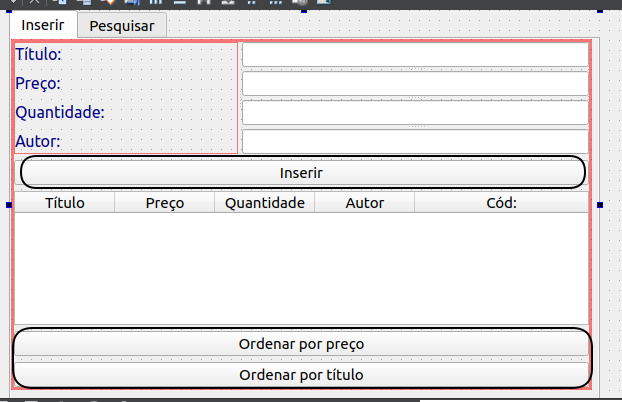 Inserir Pesquisar
Título:
Preço:
Quantidade:
Autor:
Inserir
Título Preço Quantidade Autor Cód:
Ordenar por preço
Ordenar por título